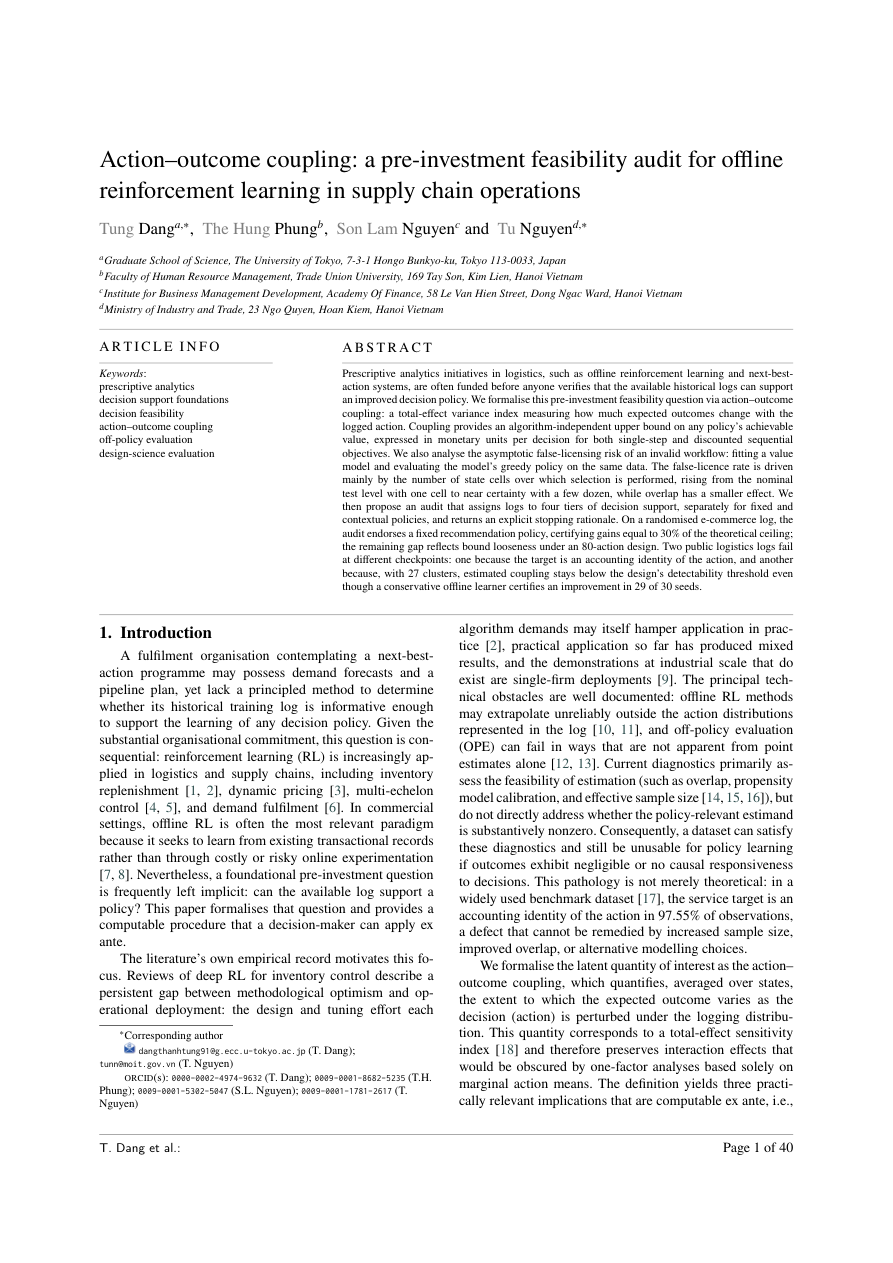 Action–outcome coupling: a pre-investment feasibility audit for offline
reinforcement learning in supply chain operations
Tung Dang^a,∗, The Hung Phung^b, Son Lam Nguyen^c and Tu Nguyen^d,∗
^a Graduate School of Science, The University of Tokyo, 7-3-1 Hongo Bunkyo-ku, Tokyo 113-0033, Japan
^b Faculty of Human Resource Management, Trade Union University, 169 Tay Son, Kim Lien, Hanoi Vietnam
^c Institute for Business Management Development, Academy Of Finance, 58 Le Van Hien Street, Dong Ngac Ward, Hanoi Vietnam
^d Ministry of Industry and Trade, 23 Ngo Quyen, Hoan Kiem, Hanoi Vietnam
ARTICLE INFO
Keywords:
prescriptive analytics
decision support foundations
decision feasibility
action–outcome coupling
off-policy evaluation
design-science evaluation
ABSTRACT
Prescriptive analytics initiatives in logistics, such as offline reinforcement learning and next-best-
action systems, are often funded before anyone verifies that the available historical logs can support
an improved decision policy. We formalise this pre-investment feasibility question via action–outcome
coupling: a total-effect variance index measuring how much expected outcomes change with the
logged action. Coupling provides an algorithm-independent upper bound on any policy's achievable
value, expressed in monetary units per decision for both single-step and discounted sequential
objectives. We also analyse the asymptotic false-licensing risk of an invalid workflow: fitting a value
model and evaluating the model's greedy policy on the same data. The false-licence rate is driven
mainly by the number of state cells over which selection is performed, rising from the nominal
test level with one cell to near certainty with a few dozen, while overlap has a smaller effect. We
then propose an audit that assigns logs to four tiers of decision support, separately for fixed and
contextual policies, and returns an explicit stopping rationale. On a randomised e-commerce log, the
audit endorses a fixed recommendation policy, certifying gains equal to 30% of the theoretical ceiling;
the remaining gap reflects bound looseness under an 80-action design. Two public logistics logs fail
at different checkpoints: one because the target is an accounting identity of the action, and another
because, with 27 clusters, estimated coupling stays below the design's detectability threshold even
though a conservative offline learner certifies an improvement in 29 of 30 seeds.
1. Introduction
A fulfilment organisation contemplating a next-best-
action programme may possess demand forecasts and a
pipeline plan, yet lack a principled method to determine
whether its historical training log is informative enough
to support the learning of any decision policy. Given the
substantial organisational commitment, this question is con-
sequential: reinforcement learning (RL) is increasingly ap-
plied in logistics and supply chains, including inventory
replenishment [1, 2], dynamic pricing [3], multi-echelon
control [4, 5], and demand fulfilment [6]. In commercial
settings, offline RL is often the most relevant paradigm
because it seeks to learn from existing transactional records
rather than through costly or risky online experimentation
[7, 8]. Nevertheless, a foundational pre-investment question
is frequently left implicit: can the available log support a
policy? This paper formalises that question and provides a
computable procedure that a decision-maker can apply ex
ante.
The literature's own empirical record motivates this fo-
cus. Reviews of deep RL for inventory control describe a
persistent gap between methodological optimism and op-
erational deployment: the design and tuning effort each
∗Corresponding author
dangthanhtung91@g.ecc.u-tokyo.ac.jp (T. Dang);
tunn@moit.gov.vn (T. Nguyen)
ORCID(s): 0000-0002-4974-9632 (T. Dang); 0009-0001-8682-5235 (T.H.
Phung); 0009-0001-5302-5047 (S.L. Nguyen); 0009-0001-1781-2617 (T.
Nguyen)
algorithm demands may itself hamper application in prac-
tice [2], practical application so far has produced mixed
results, and the demonstrations at industrial scale that do
exist are single-firm deployments [9]. The principal tech-
nical obstacles are well documented: offline RL methods
may extrapolate unreliably outside the action distributions
represented in the log [10, 11], and off-policy evaluation
(OPE) can fail in ways that are not apparent from point
estimates alone [12, 13]. Current diagnostics primarily as-
sess the feasibility of estimation (such as overlap, propensity
model calibration, and effective sample size [14, 15, 16]), but
do not directly address whether the policy-relevant estimand
is substantively nonzero. Consequently, a dataset can satisfy
these diagnostics and still be unusable for policy learning
if outcomes exhibit negligible or no causal responsiveness
to decisions. This pathology is not merely theoretical: in a
widely used benchmark dataset [17], the service target is an
accounting identity of the action in 97.55% of observations,
a defect that cannot be remedied by increased sample size,
improved overlap, or alternative modelling choices.
We formalise the latent quantity of interest as the action–
outcome coupling, which quantifies, averaged over states,
the extent to which the expected outcome varies as the
decision (action) is perturbed under the logging distribu-
tion. This quantity corresponds to a total-effect sensitivity
index [18] and therefore preserves interaction effects that
would be obscured by one-factor analyses based solely on
marginal action means. The definition yields three practi-
cally relevant implications that are computable ex ante, i.e.,
T. Dang et al.:
Page 1 of 40